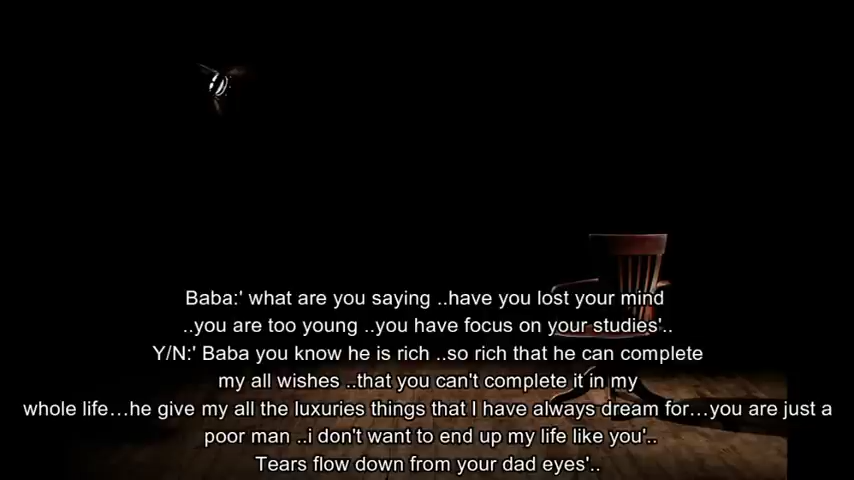 Baba:' what are you saying ..have you lost your mind
..you are too young ..you have focus on your studies'..
Y/N:' Baba you know he is rich ..so rich that he can complete
my all wishes ..that you can't complete it in my
whole life...he give my all the luxuries things that I have always dream for...you are just a
poor man ..i don't want to end up my life like you'..
Tears flow down from your dad eyes'..